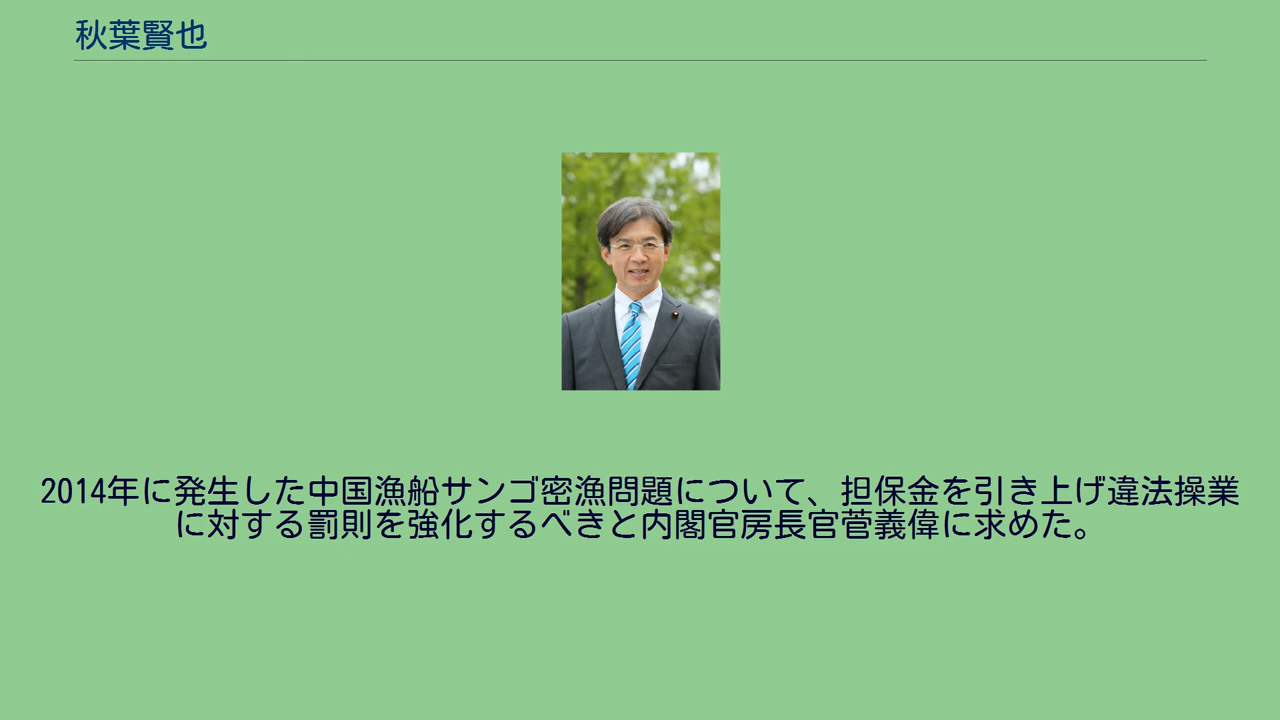 秋葉賢也
2014年に発生した中国漁船サンゴ密漁問題について、担保金を引き上げ違法操業
に対する罰則を強化するべきと内閣官房長官菅義偉に求めた。